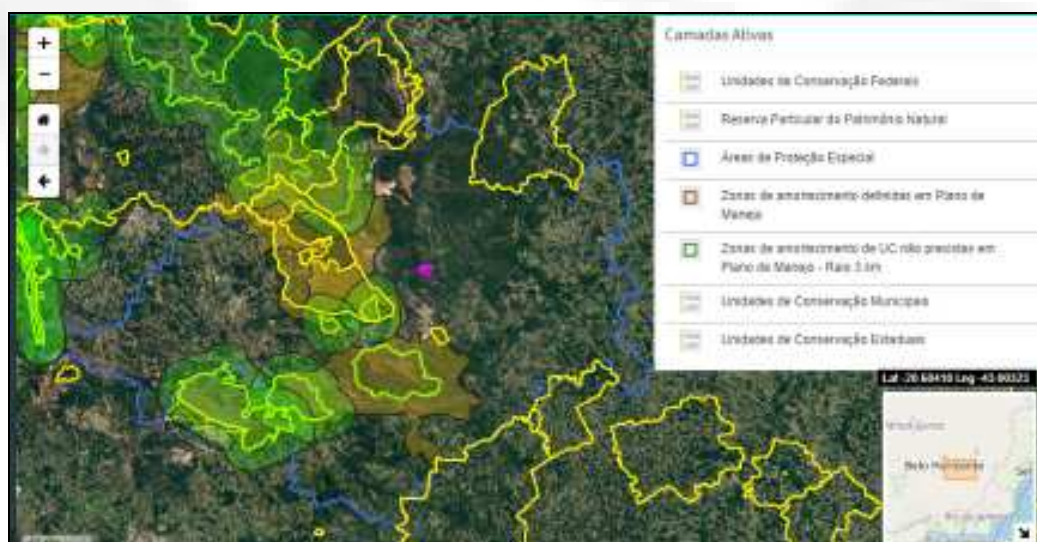 +
Camadas Ativas
−
Unidades de Conservação Federais
Reserva Particular do Patrimônio Natural
Áreas de Proteção Especial
Zonas de amortecimento definidas em Plano de
Manejo
Zonas de amortecimento de UC não previstas em
Plano de Manejo - Raio 3 km
Unidades de Conservação Municipais
Unidades de Conservação Estaduais
Belo Horizonte